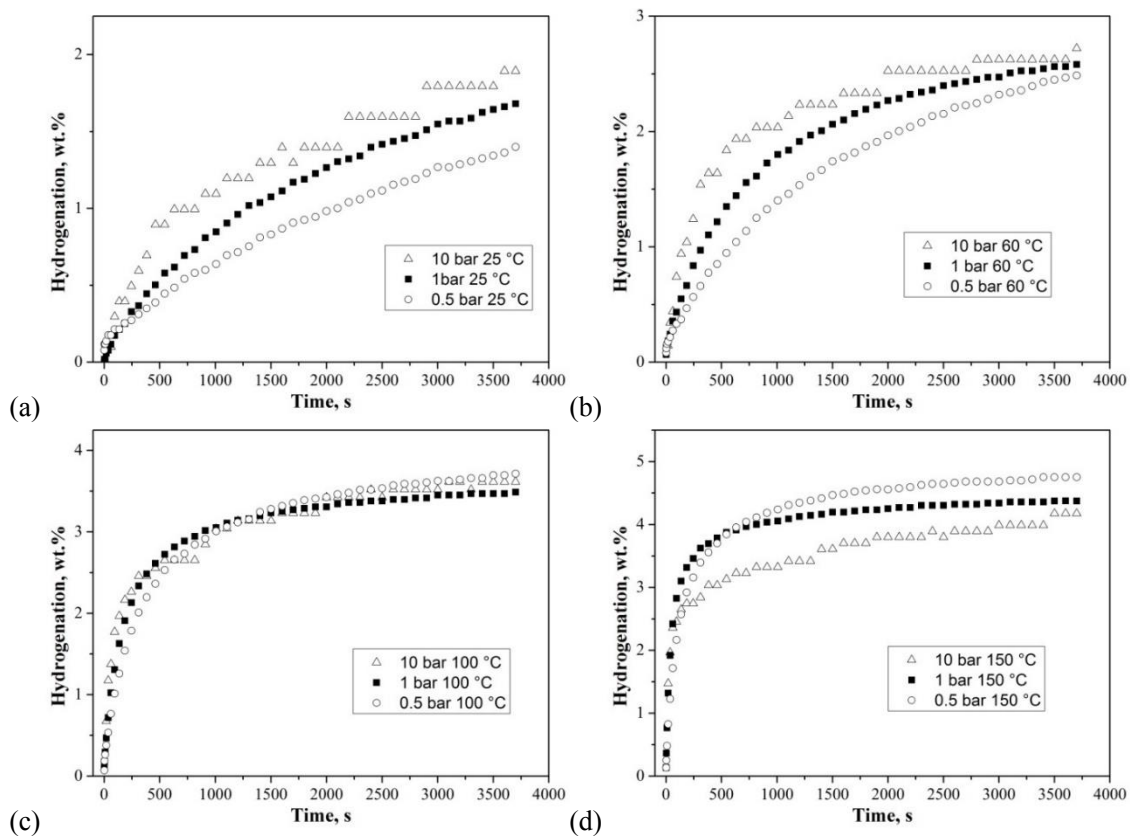 Hydrogenation, wt.%
2
1
0
0 500 1000 1500 2000 2500 3000 3500 4000
Time, s
10 bar 25 °C
1bar 25 °C
0.5 bar 25 °C
(a)
Hydrogenation, wt.%
3
2
1
0
0 500 1000 1500 2000 2500 3000 3500 4000
Time, s
10 bar 60 °C
1 bar 60 °C
0.5 bar 60 °C
(b)
Hydrogenation, wt.%
4
3
2
1
0
0 500 1000 1500 2000 2500 3000 3500 4000
Time, s
10 bar 100 °C
1 bar 100 °C
0.5 bar 100 °C
(c)
Hydrogenation, wt.%
5
4
3
2
1
0
0 500 1000 1500 2000 2500 3000 3500 4000
Time, s
10 bar 150 °C
1 bar 150 °C
0.5 bar 150 °C
(d)